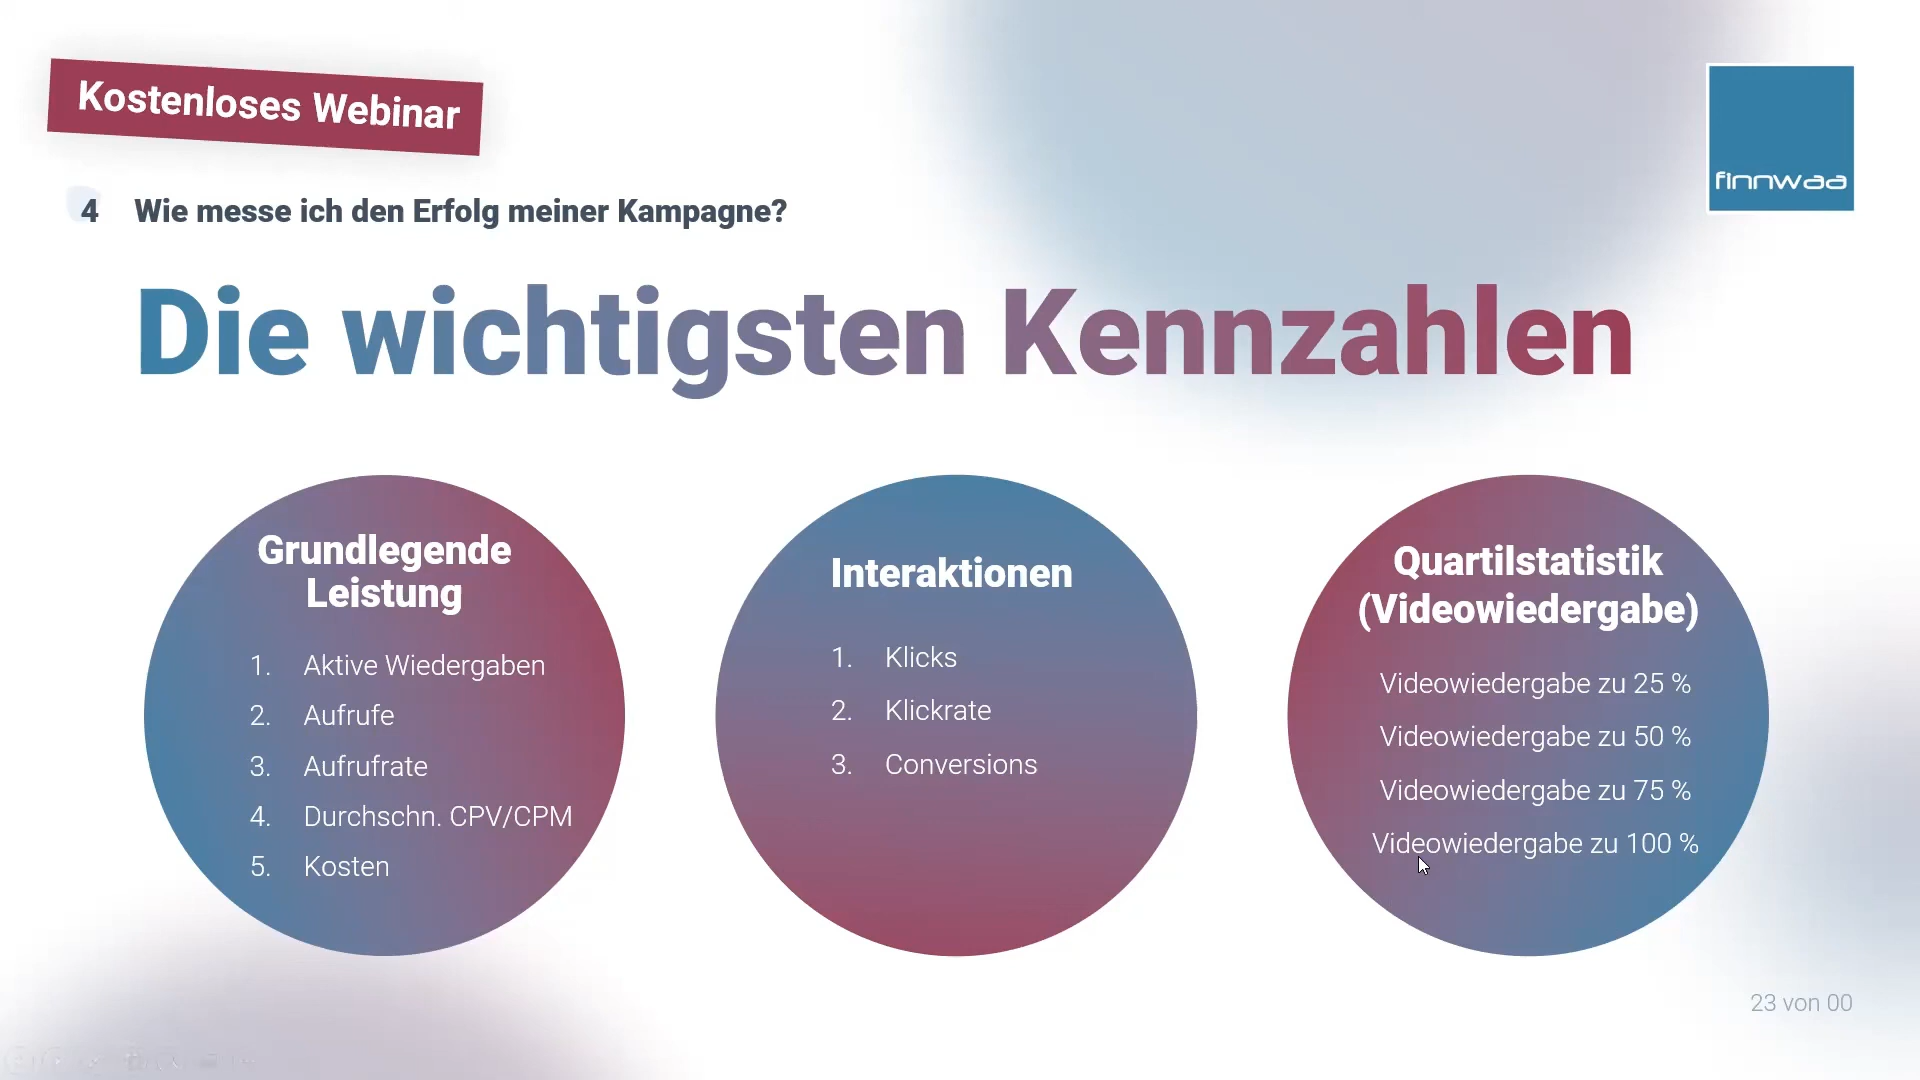 Kostenloses Webinar
finnwaa
4 Wie messe ich den Erfolg meiner Kampagne?
Die wichtigsten Kennzahlen
Grundlegende
Leistung
1. Aktive Wiedergaben
2. Aufrufe
3. Aufrufrate
4. Durchschn. CPV/CPM
5. Kosten
Interaktionen
1. Klicks
2. Klickrate
3. Conversions
Quartilstatistik
(Videowiedergabe)
Videowiedergabe zu 25 %
Videowiedergabe zu 50 %
Videowiedergabe zu 75 %
Videowiedergabe zu 100 %
23 von 00